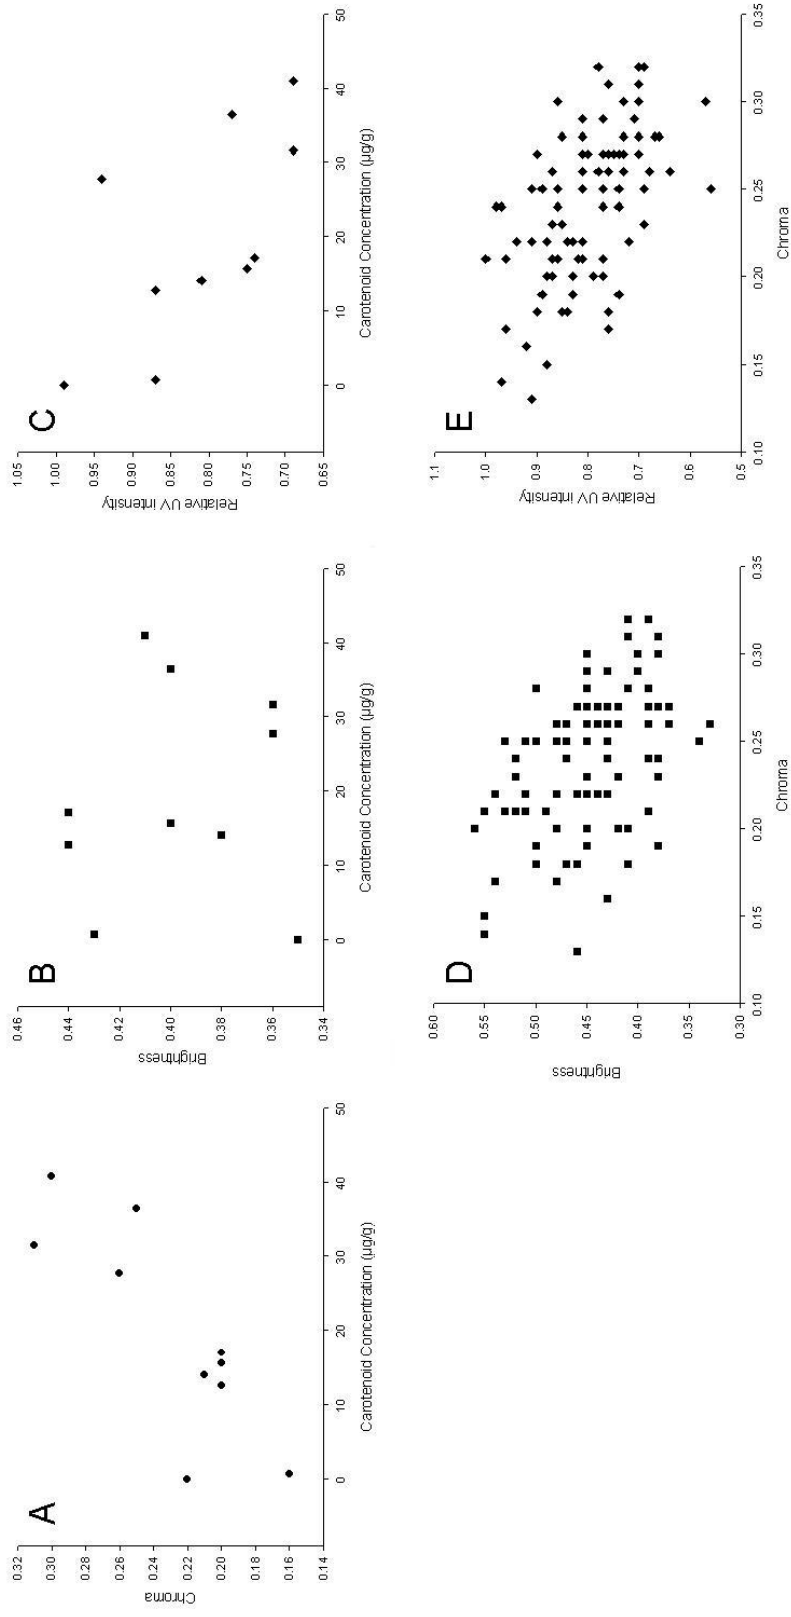 A
0.32
0.30
0.28
0.26
0.24
0.22
0.20
0.18
0.16
0.14
Chroma
0 10 20 30 40 50
Carotenoid Concentration (µg/g)
B
0.46
0.44
0.42
0.40
0.38
0.36
0.34
Brightness
0 10 20 30 40 50
Carotenoid Concentration (µg/g)
C
1.05
1.00
0.95
0.90
0.85
0.80
0.75
0.70
0.65
Relative UV intensity
0 10 20 30 40 50
Carotenoid Concentration (µg/g)
D
0.60
0.55
0.50
0.45
0.40
0.35
0.30
Brightness
0.10 0.15 0.20 0.25 0.30 0.35
Chroma
E
1.1
1.0
0.9
0.8
0.7
0.6
0.5
Relative UV intensity
0.10 0.15 0.20 0.25 0.30 0.35
Chroma